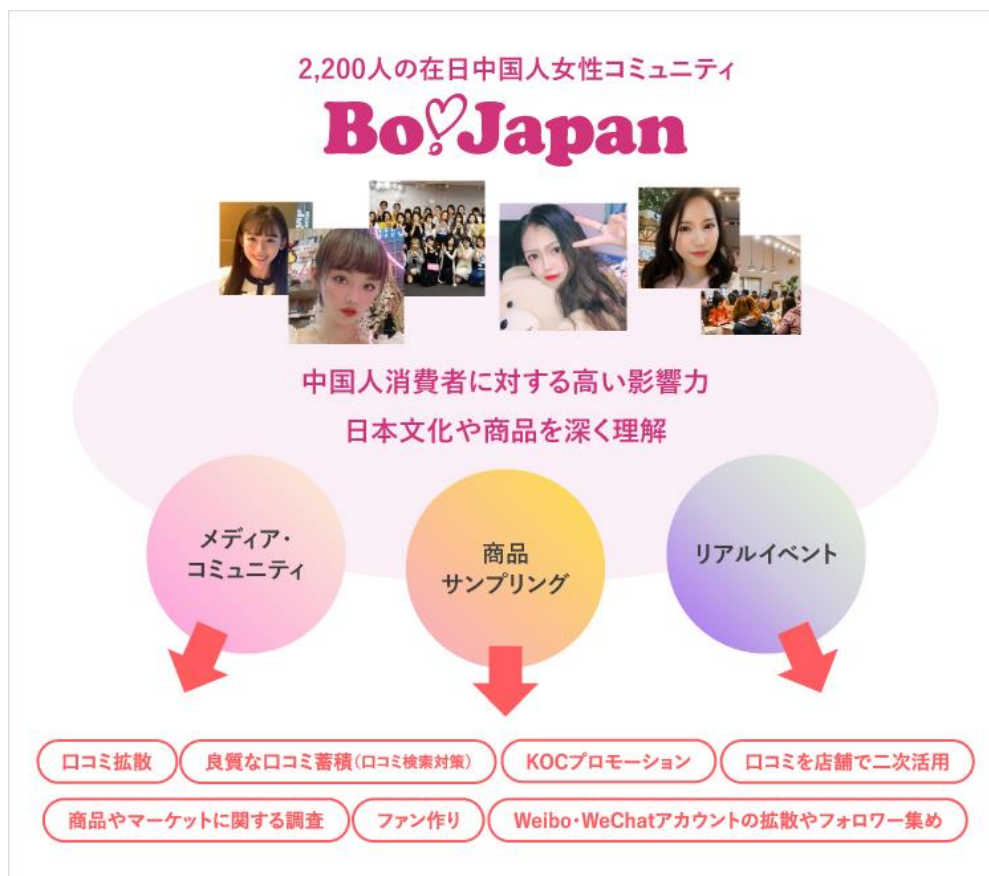 2,200人の在日中国人女性コミュニティ
Bo Japan
中国人消費者に対する高い影響力
日本文化や商品を深く理解
メディア・
コミュニティ
商品
サンプリング
リアルイベント
口コミ拡散
良質な口コミ蓄積(口コミ検索対策)
KOCプロモーション
口コミを店舗で二次活用
商品やマーケットに関する調査
ファン作り
Weibo・WeChatアカウントの拡散やフォロワー集め